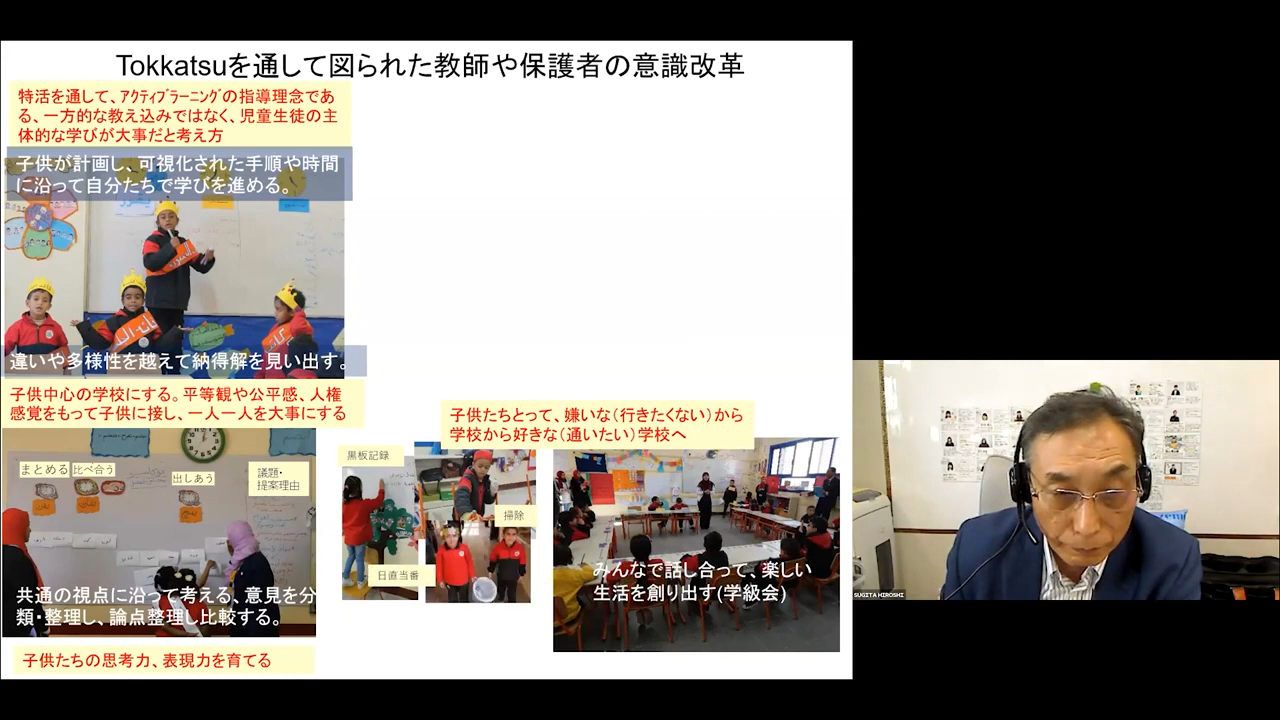 Tokkatsuを通して図られた教師や保護者の意識改革
特活を通して、ｱｸﾃｨﾌﾞﾗｰﾆﾝｸﾞの指導理念であ
る、一方的な教え込みではなく、児童生徒の主
体的な学びが大事だと考え方
子供が計画し、可視化された手順や時間
に沿って自分たちで学びを進める。
違いや多様性を越えて納得解を見い出す。
子供中心の学校にする。平等観や公平感、人権
感覚をもって子供に接し、一人一人を大事にする
まとめる
比べ合う
出しあう
議題・
提案理由
共通の視点に沿って考える、意見を分
類・整理し、論点整理し比較する。
子供たちの思考力、表現力を育てる
黒板記録
掃除
日直当番
子供たちとって、嫌いな（行きたくない）から
学校から好きな（通いたい）学校へ
みんなで話し合って、楽しい
生活を創り出す(学級会)
SUGITA HIROSHI